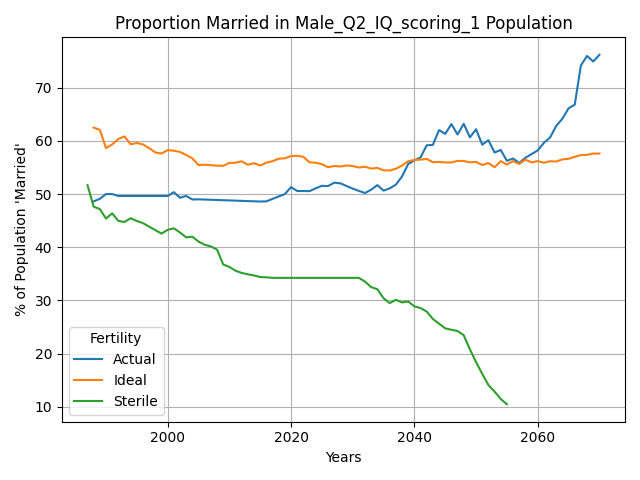 Proportion Married in Male_Q2_IQ_scoring_1 Population
% of Population 'Married'
70
60
50
40
30
20
10
Fertility
Actual
Ideal
Sterile
2000 2020 2040 2060
Years